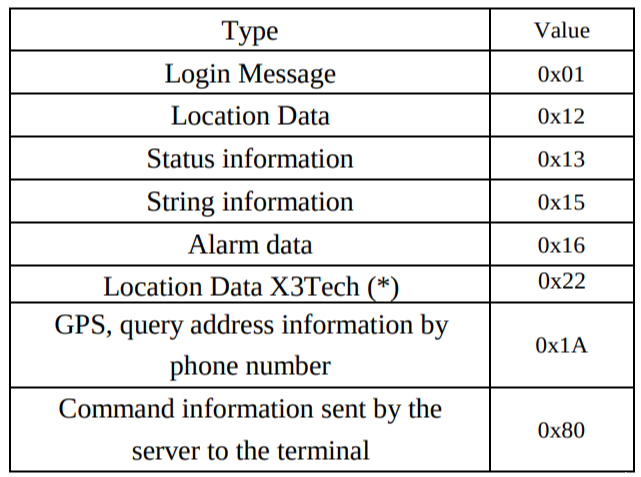 Type Value
Login Message 0x01
Location Data 0x12
Status information 0x13
String information 0x15
Alarm data 0x16
Location Data X3Tech (*) 0x22
GPS, query address information by
phone number 0x1A
Command information sent by the
server to the terminal 0x80